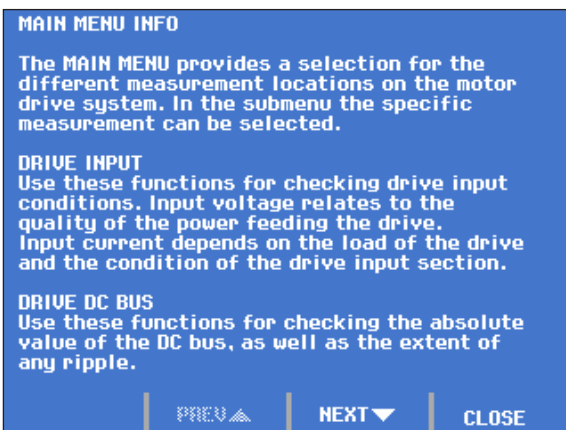 MAIN MENU INFO
The MAIN MENU provides a selection for the
different measurement locations on the motor
drive system. In the submenu the specific
measurement can be selected.
DRIVE INPUT
Use these functions for checking drive input
conditions. Input voltage relates to the
quality of the power feeding the drive.
Input current depends on the load of the drive
and the condition of the drive input section.
DRIVE DC BUS
Use these functions for checking the absolute
value of the DC bus, as well as the extent of
any ripple.
PREV▲ NEXT▼ CLOSE